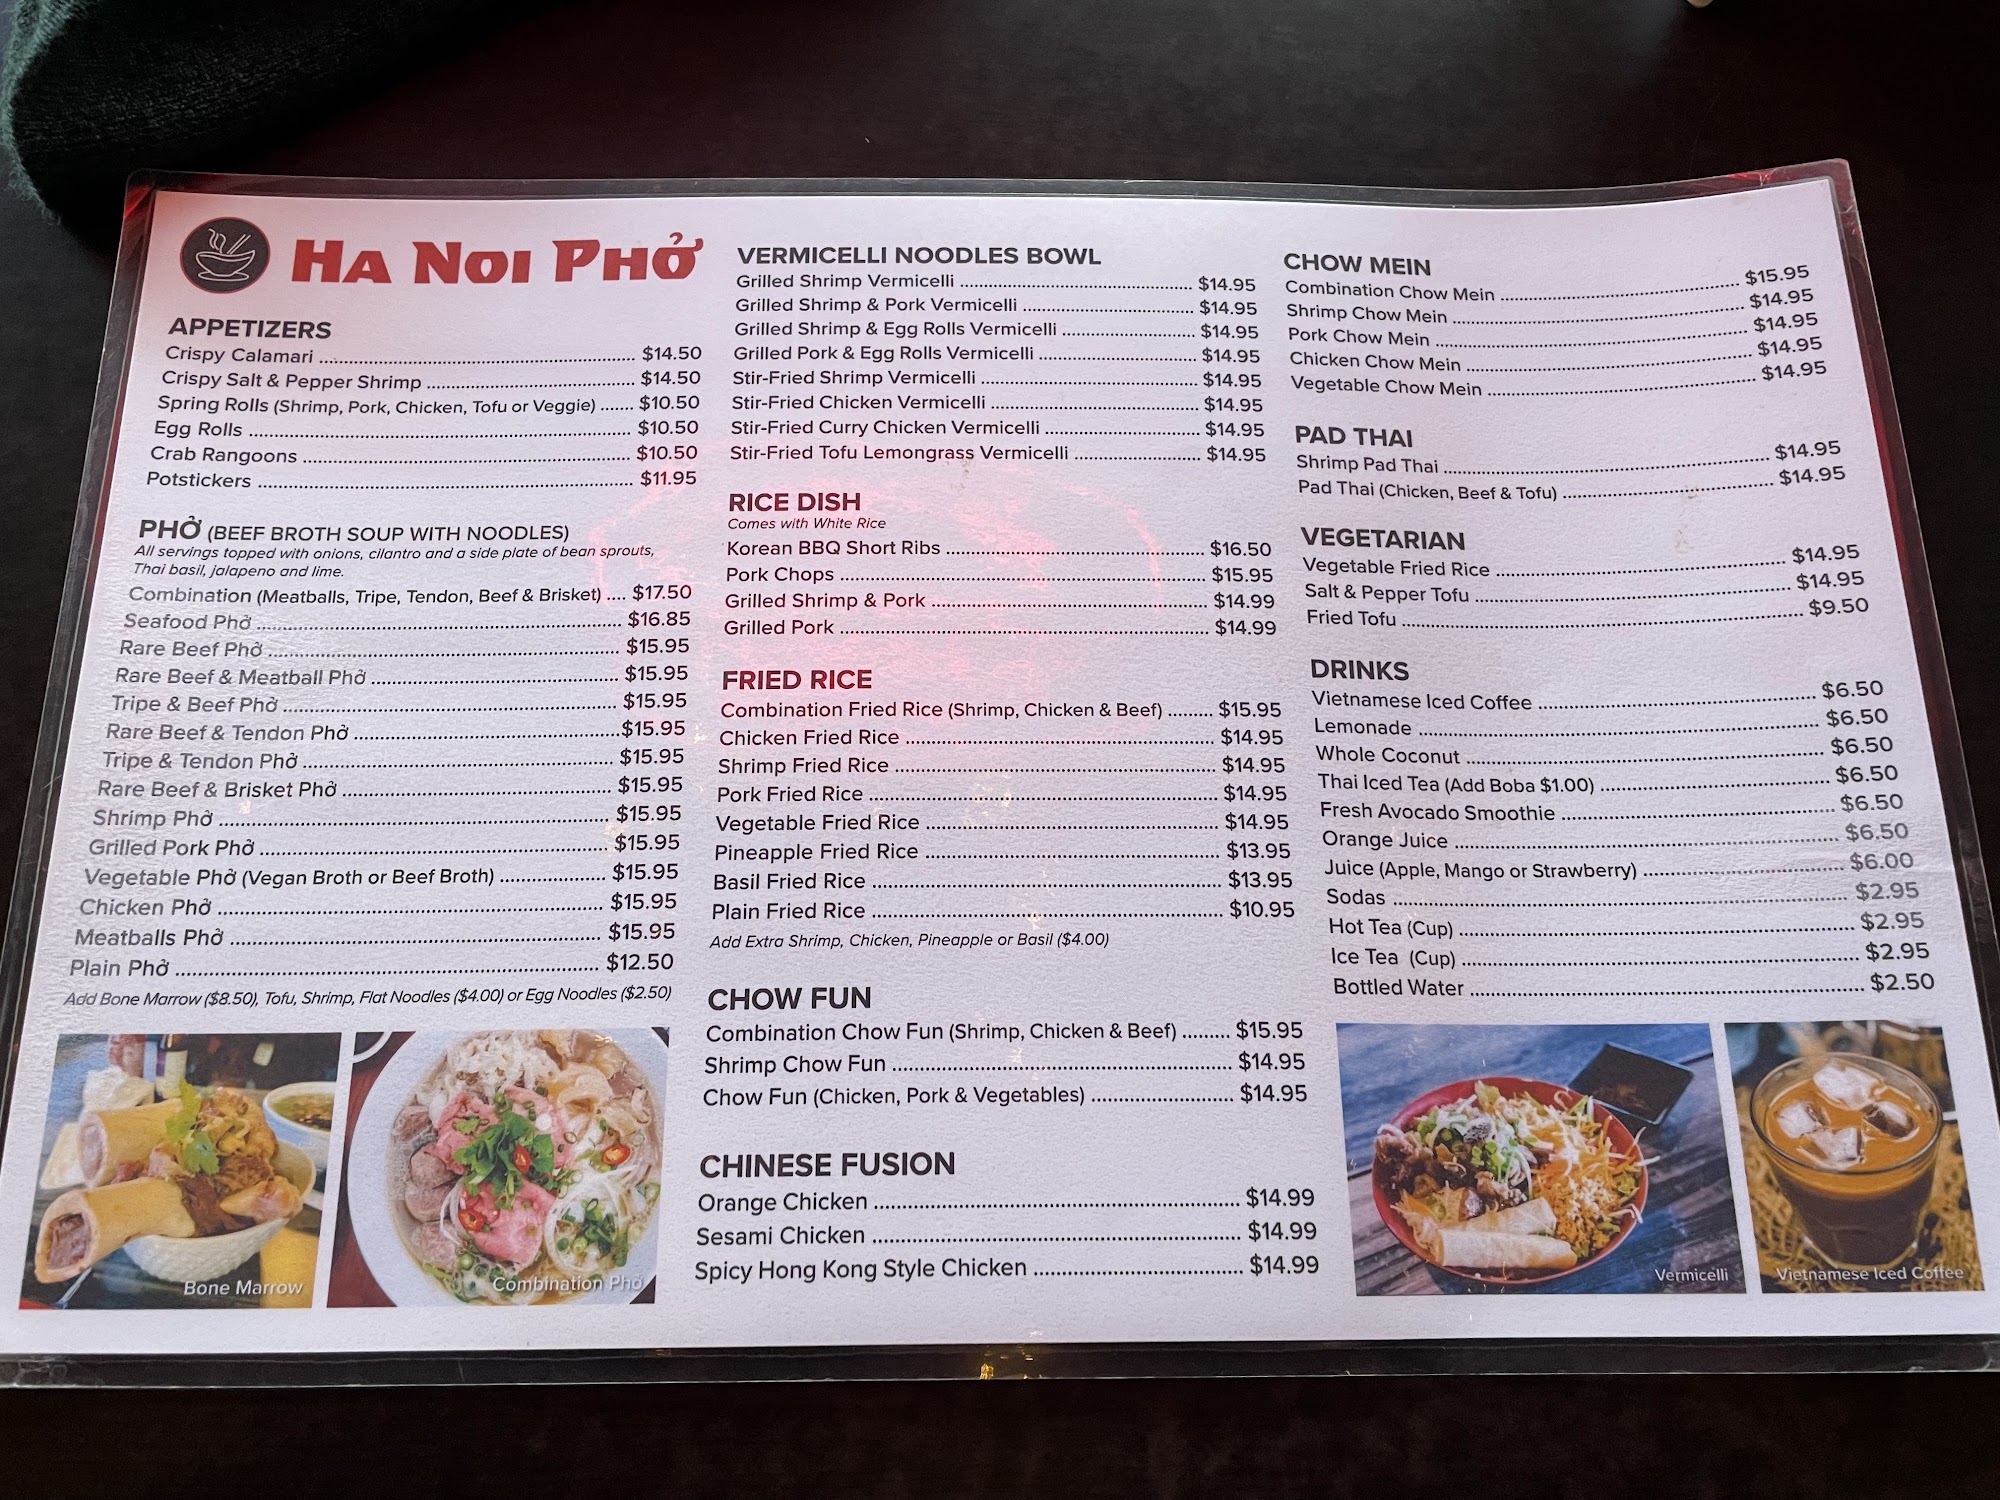 HA NOI PHỞ
APPETIZERS
Crispy Calamari ........ $14.50
Crispy Salt & Pepper Shrimp ........ $14.50
Spring Rolls (Shrimp, Pork, Chicken, Tofu or Veggie) ....... $10.50
Egg Rolls ........ $10.50
Crab Rangoons ........ $10.50
Potstickers ........ $11.95
PHỞ (BEEF BROTH SOUP WITH NOODLES)
All servings topped with onions, cilantro and a side plate of bean sprouts,
Thai basil, jalapeno and lime.
Combination (Meatballs, Tripe, Tendon, Beef & Brisket) .... $17.50
Seafood Phở ........ $16.85
Rare Beef Phở ........ $15.95
Rare Beef & Meatball Phở ........ $15.95
Tripe & Beef Phở ........ $15.95
Rare Beef & Tendon Phở ........ $15.95
Tripe & Tendon Phở ........ $15.95
Rare Beef & Brisket Phở ........ $15.95
Shrimp Phở ........ $15.95
Grilled Pork Phở ........ $15.95
Vegetable Phở (Vegan Broth or Beef Broth) ........ $15.95
Chicken Phở ........ $15.95
Meatballs Phở ........ $15.95
Plain Phở ........ $12.50
Add Bone Marrow ($8.50), Tofu, Shrimp, Flat Noodles ($4.00) or Egg Noodles ($2.50)
Bone Marrow
Combination Phở
VERMICELLI NOODLES BOWL
Grilled Shrimp Vermicelli ........ $14.95
Grilled Shrimp & Pork Vermicelli ........ $14.95
Grilled Shrimp & Egg Rolls Vermicelli ........ $14.95
Grilled Pork & Egg Rolls Vermicelli ........ $14.95
Stir-Fried Shrimp Vermicelli ........ $14.95
Stir-Fried Chicken Vermicelli ........ $14.95
Stir-Fried Curry Chicken Vermicelli ........ $14.95
Stir-Fried Tofu Lemongrass Vermicelli ........ $14.95
RICE DISH
Comes with White Rice
Korean BBQ Short Ribs ........ $16.50
Pork Chops ........ $15.95
Grilled Shrimp & Pork ........ $14.99
Grilled Pork ........ $14.99
FRIED RICE
Combination Fried Rice (Shrimp, Chicken & Beef) ........ $15.95
Chicken Fried Rice ........ $14.95
Shrimp Fried Rice ........ $14.95
Pork Fried Rice ........ $14.95
Vegetable Fried Rice ........ $14.95
Pineapple Fried Rice ........ $13.95
Basil Fried Rice ........ $13.95
Plain Fried Rice ........ $10.95
Add Extra Shrimp, Chicken, Pineapple or Basil ($4.00)
CHOW FUN
Combination Chow Fun (Shrimp, Chicken & Beef) ......... $15.95
Shrimp Chow Fun ........ $14.95
Chow Fun (Chicken, Pork & Vegetables) ........ $14.95
CHINESE FUSION
Orange Chicken ........ $14.99
Sesami Chicken ........ $14.99
Spicy Hong Kong Style Chicken ........ $14.99
CHOW MEIN
Combination Chow Mein ........ $15.95
Shrimp Chow Mein ........ $14.95
Pork Chow Mein ........ $14.95
Chicken Chow Mein ........ $14.95
Vegetable Chow Mein ........ $14.95
PAD THAI
Shrimp Pad Thai ........ $14.95
Pad Thai (Chicken, Beef & Tofu) ........ $14.95
VEGETARIAN
Vegetable Fried Rice ........ $14.95
Salt & Pepper Tofu ........ $14.95
Fried Tofu ........ $9.50
DRINKS
Vietnamese Iced Coffee ........ $6.50
Lemonade ........ $6.50
Whole Coconut ........ $6.50
Thai Iced Tea (Add Boba $1.00) ........ $6.50
Fresh Avocado Smoothie ........ $6.50
Orange Juice ........ $6.50
Juice (Apple, Mango or Strawberry) ........ $6.00
Sodas ........ $2.95
Hot Tea (Cup) ........ $2.95
Ice Tea (Cup) ........ $2.95
Bottled Water ........ $2.50
Vermicelli
Vietnamese Iced Coffee